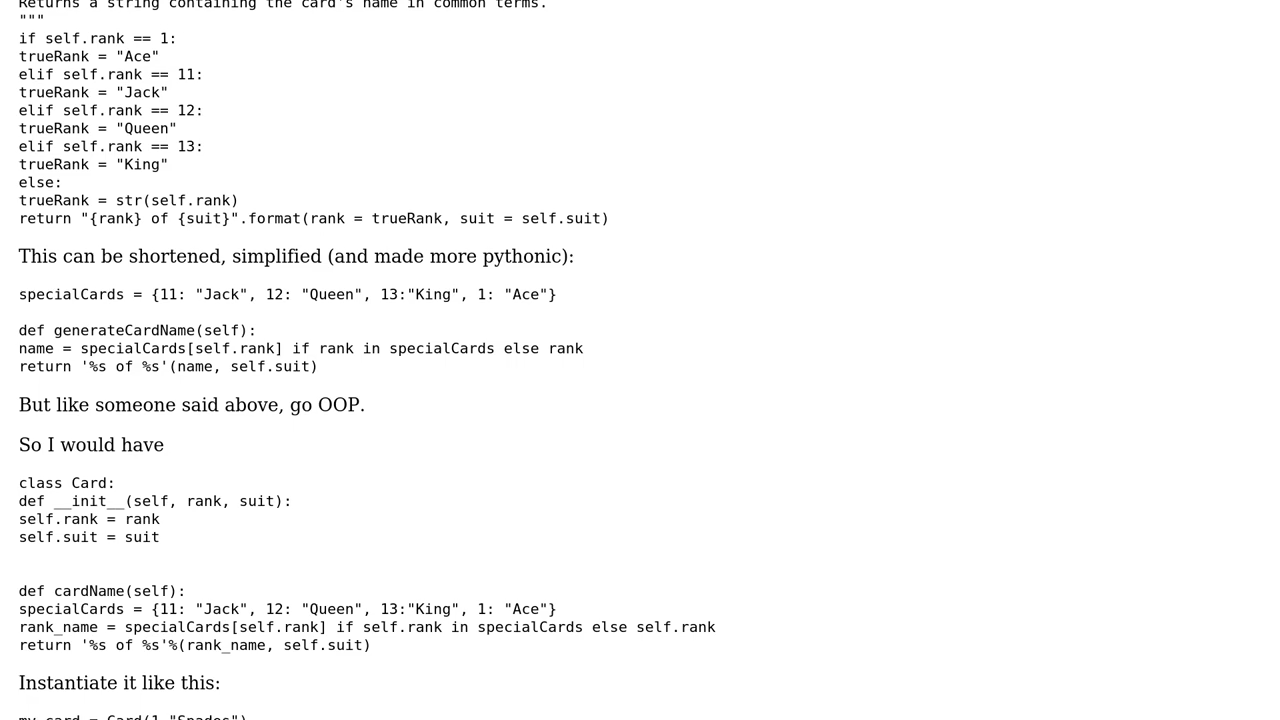 Returns a string containing the card's name in common terms.
"""
if self.rank == 1:
trueRank = "Ace"
elif self.rank == 11:
trueRank = "Jack"
elif self.rank == 12:
trueRank = "Queen"
elif self.rank == 13:
trueRank = "King"
else:
trueRank = str(self.rank)
return "{rank} of {suit}".format(rank = trueRank, suit = self.suit)
This can be shortened, simplified (and made more pythonic):
specialCards = {11: "Jack", 12: "Queen", 13:"King", 1: "Ace"}
def generateCardName(self):
name = specialCards[self.rank] if rank in specialCards else rank
return '%s of %s'(name, self.suit)
But like someone said above, go OOP.
So I would have
class Card:
def __init__(self, rank, suit):
self.rank = rank
self.suit = suit
def cardName(self):
specialCards = {11: "Jack", 12: "Queen", 13:"King", 1: "Ace"}
rank_name = specialCards[self.rank] if self.rank in specialCards else self.rank
return '%s of %s'%(rank_name, self.suit)
Instantiate it like this:
my_card = Card(1,"Spades")